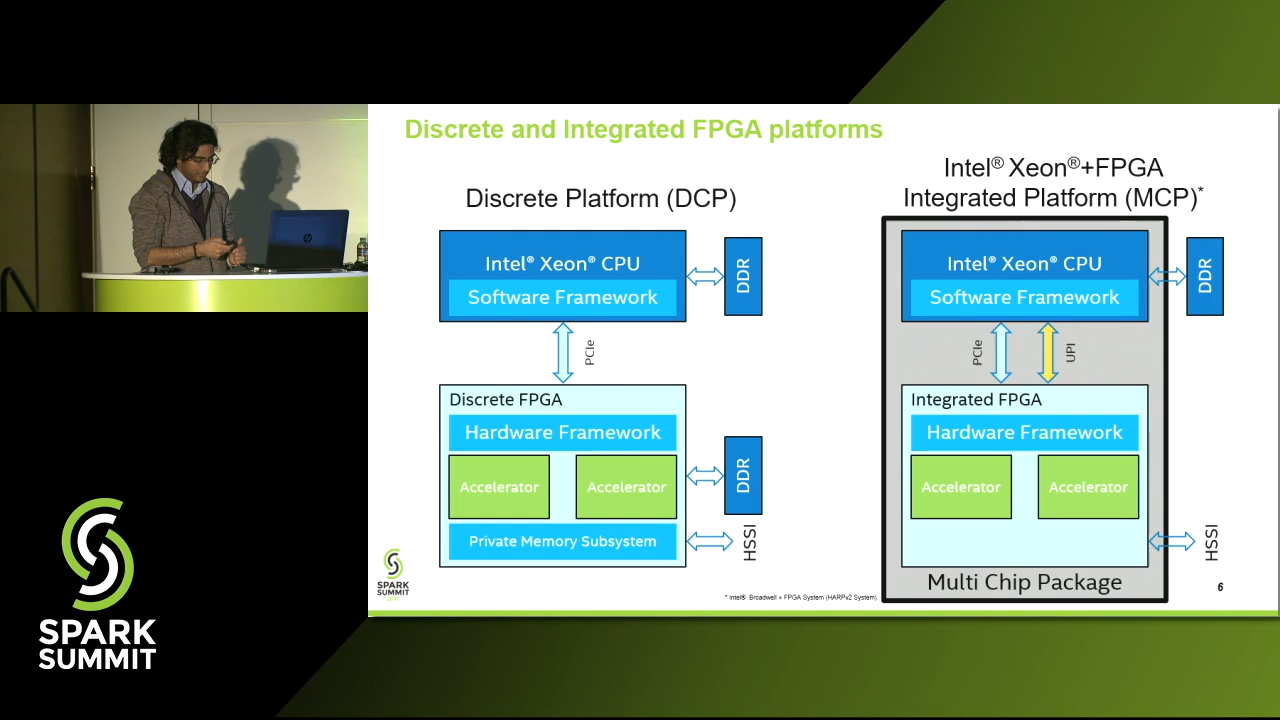 Discrete and Integrated FPGA platforms
Discrete Platform (DCP)
Intel® Xeon® CPU
Software Framework
DDR
PCIe
Discrete FPGA
Hardware Framework
Accelerator
Accelerator
DDR
Private Memory Subsystem
HSSI
Intel® Xeon®+FPGA
Integrated Platform (MCP)*
Intel® Xeon® CPU
Software Framework
DDR
PCIe
UPI
Integrated FPGA
Hardware Framework
Accelerator
Accelerator
HSSI
Multi Chip Package
SPARK
SUMMIT
2017
* Intel® Broadwell + FPGA System (HARPv2 System).
6
SPARK
SUMMIT
hp